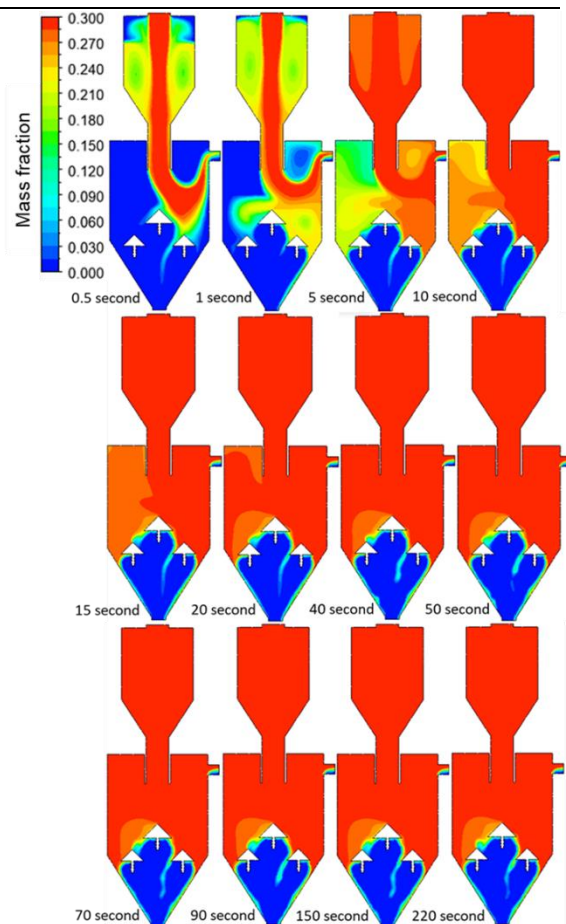 Mass fraction
0.300
0.270
0.240
0.210
0.180
0.150
0.120
0.090
0.060
0.030
0.000
0.5 second
1 second
5 second
10 second
15 second
20 second
40 second
50 second
70 second
90 second
150 second
220 second